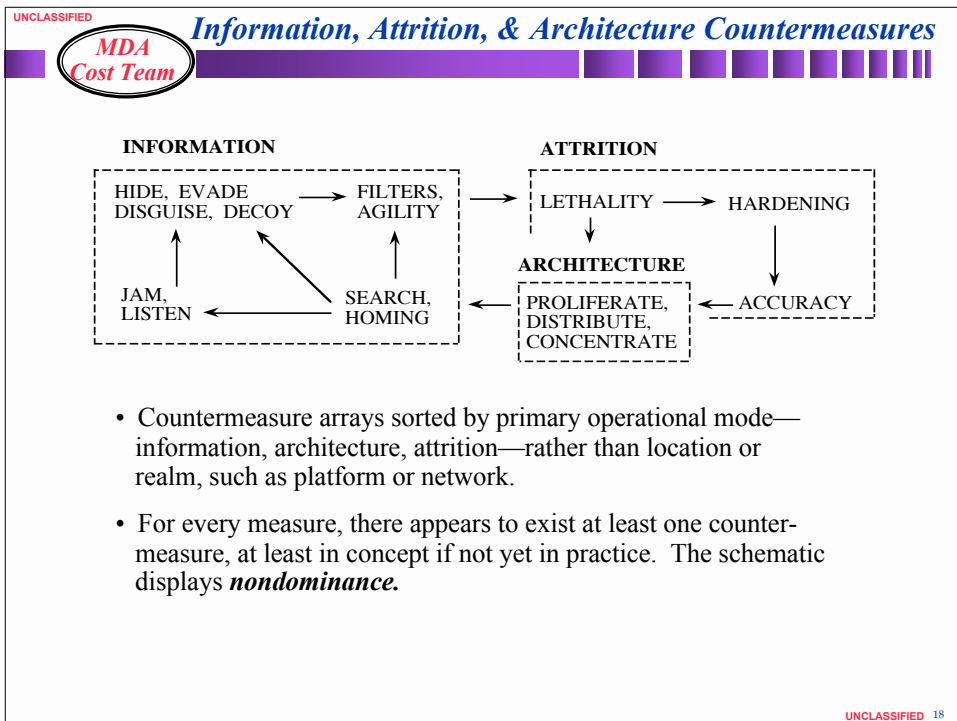 UNCLASSIFIED
Information, Attrition, & Architecture Countermeasures
MDA
Cost Team
INFORMATION
HIDE, EVADE
DISGUISE, DECOY
FILTERS,
AGILITY
JAM,
LISTEN
SEARCH,
HOMING
ATTRITION
LETHALITY
HARDENING
ARCHITECTURE
PROLIFERATE,
DISTRIBUTE,
CONCENTRATE
ACCURACY
• Countermeasure arrays sorted by primary operational mode—
information, architecture, attrition—rather than location or
realm, such as platform or network.
• For every measure, there appears to exist at least one counter-
measure, at least in concept if not yet in practice. The schematic
displays nondominance.
UNCLASSIFIED 18